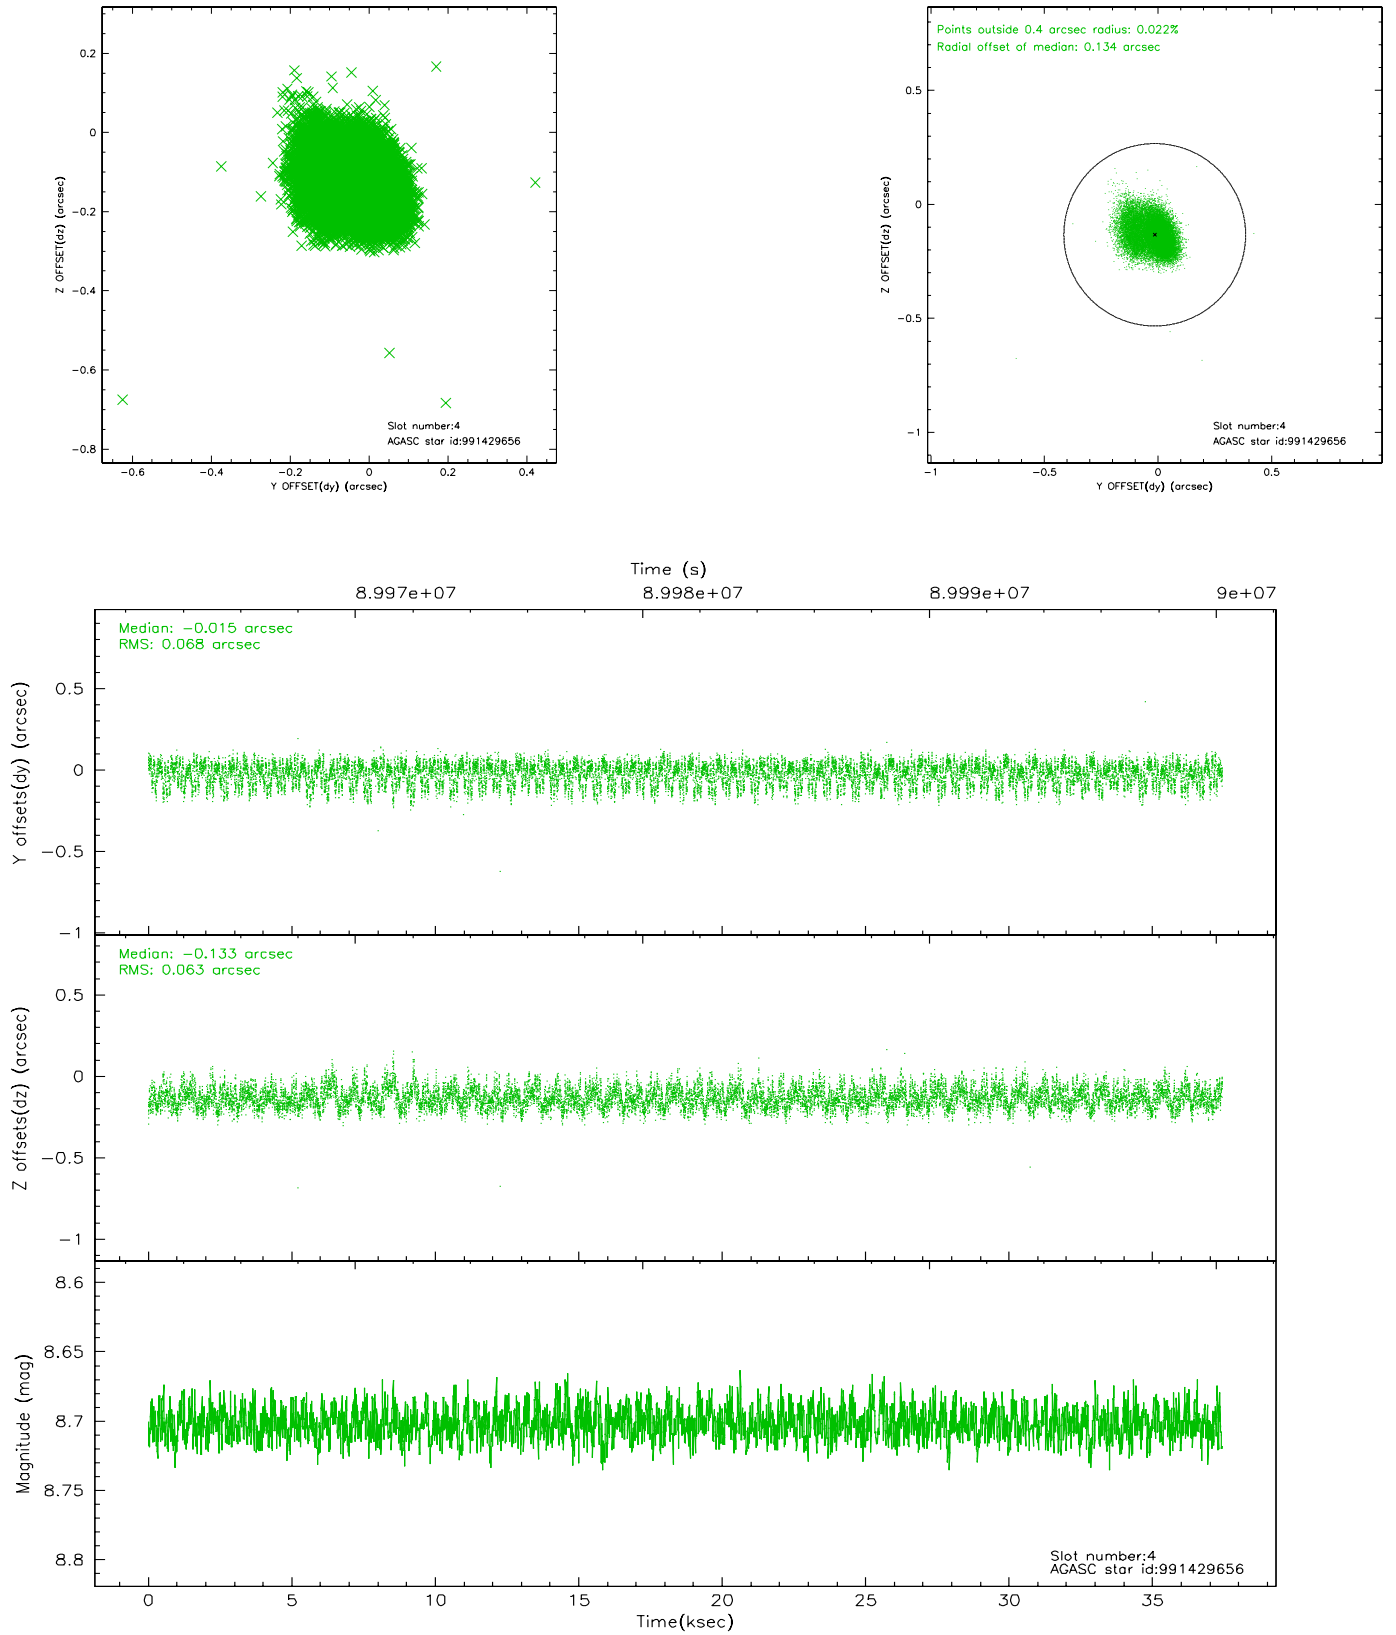 0.2
0
−0.2
−0.4
−0.6
−0.8
Z OFFSET(dz) (arcsec)
Slot number:4
AGASC star id:991429656
−0.6
−0.4
−0.2
0
0.2
0.4
Y OFFSET(dy) (arcsec)
Points outside 0.4 arcsec radius: 0.022%
Radial offset of median: 0.134 arcsec
0.5
0
−0.5
−1
Z OFFSET(dz) (arcsec)
Slot number:4
AGASC star id:991429656
−1
−0.5
0
0.5
Y OFFSET(dy) (arcsec)
Time (s)
8.997e+07
8.998e+07
8.999e+07
9e+07
Median: −0.015 arcsec
RMS: 0.068 arcsec
0.5
0
−0.5
−1
Y offsets(dy) (arcsec)
Median: −0.133 arcsec
RMS: 0.063 arcsec
0.5
0
−0.5
−1
Z offsets(dz) (arcsec)
8.6
8.65
8.7
8.75
8.8
Magnitude (mag)
Slot number:4
AGASC star id:991429656
0
5
10
15
20
25
30
35
Time(ksec)